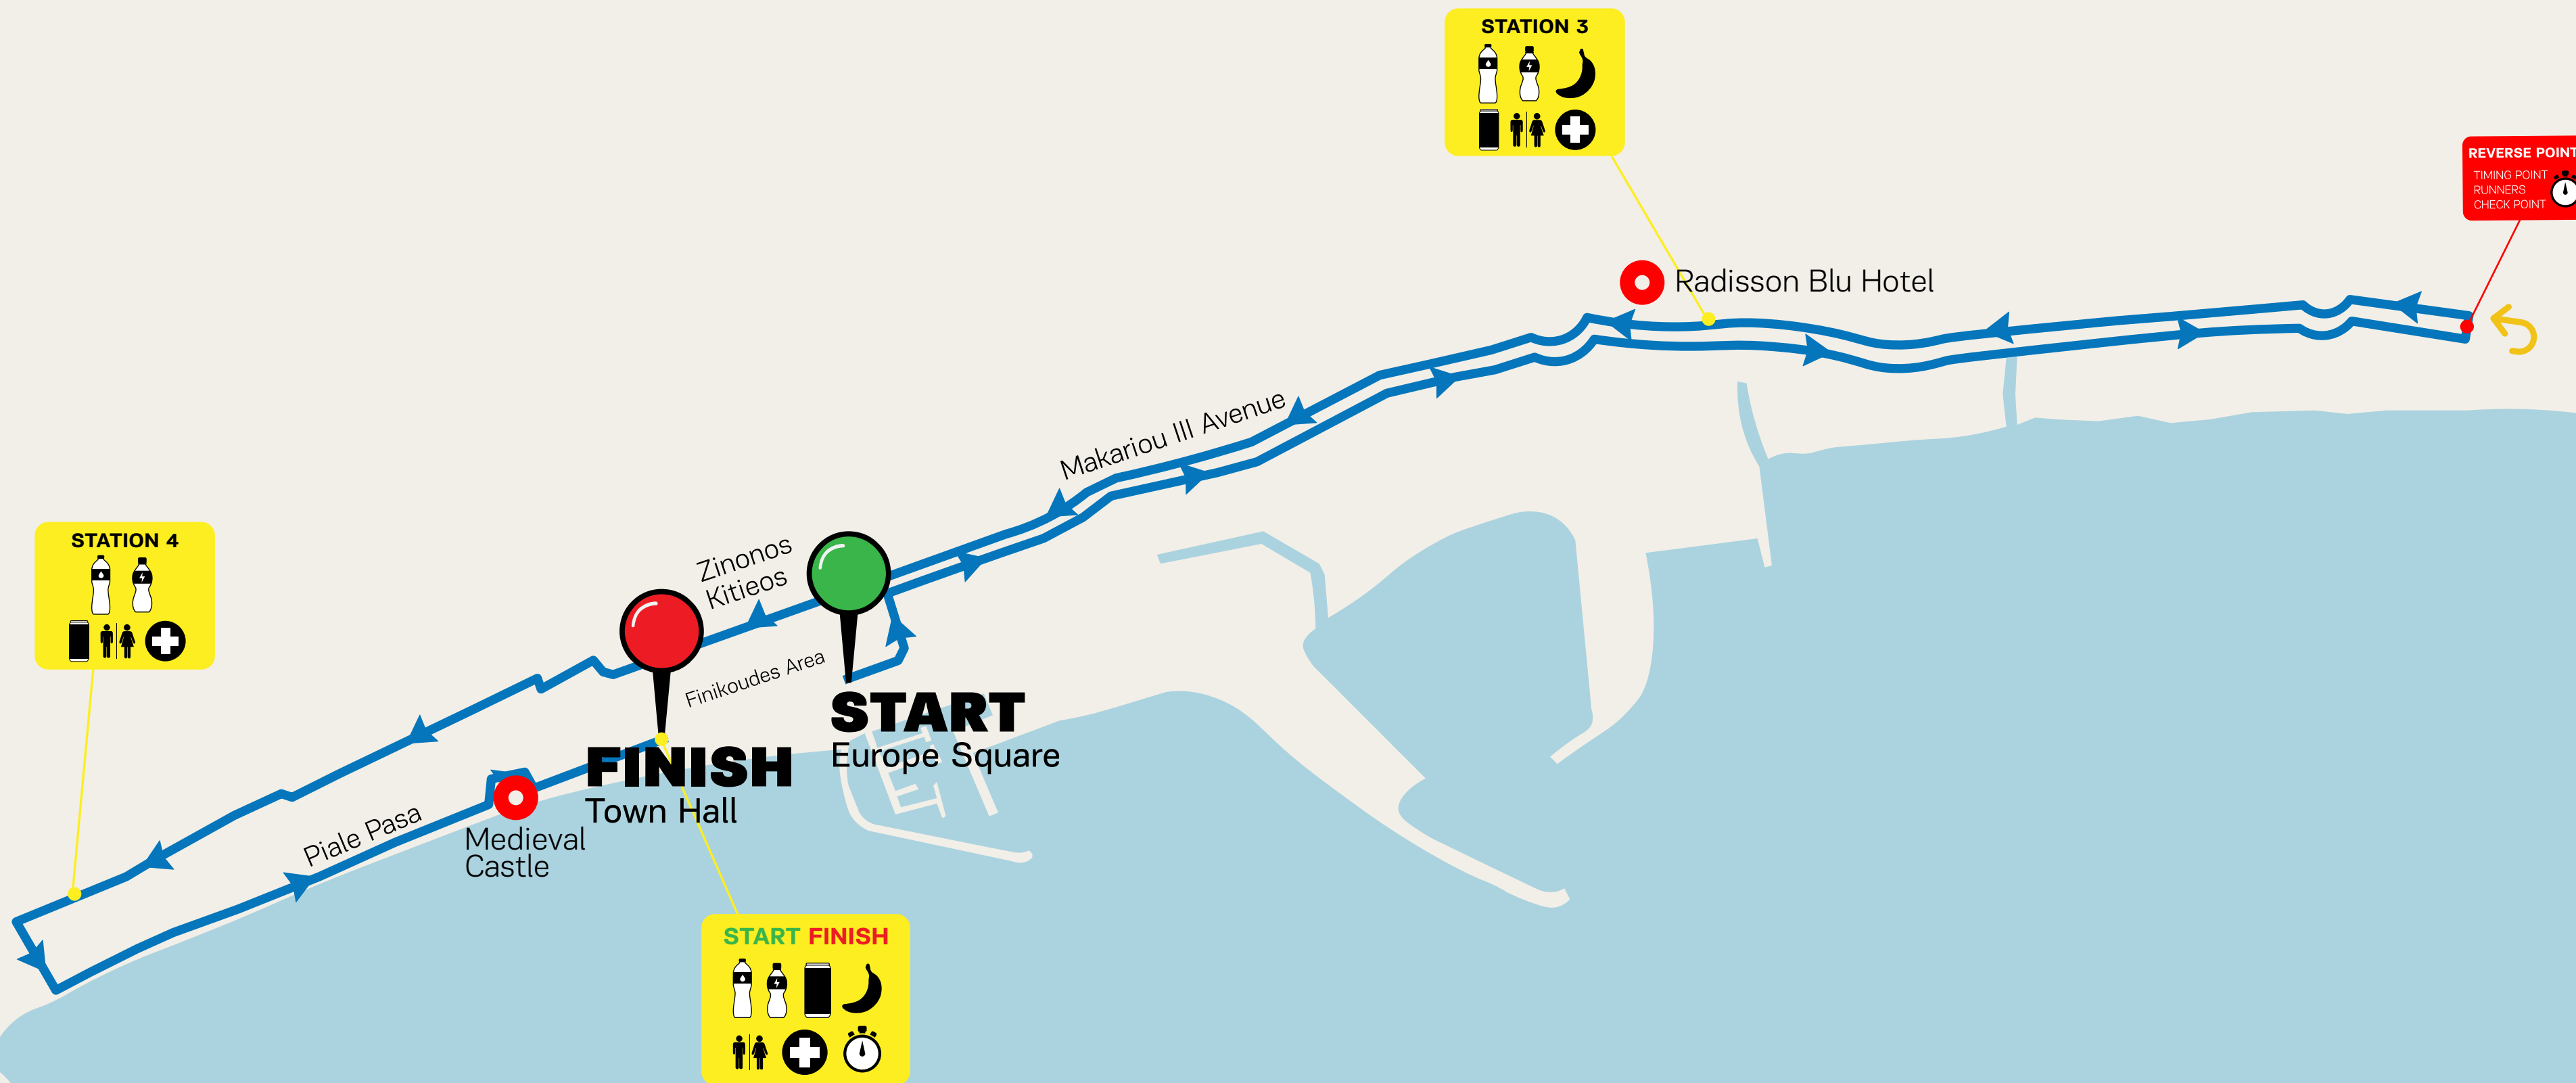 STATION 3
REVERSE POINT
TIMING POINT
RUNNERS
CHECK POINT
Radisson Blu Hotel
Makariou III Avenue
STATION 4
Zinonos
Kitieos
Finikoudes Area
START
Europe Square
FINISH
Town Hall
Piale Pasa
Medieval
Castle
START FINISH